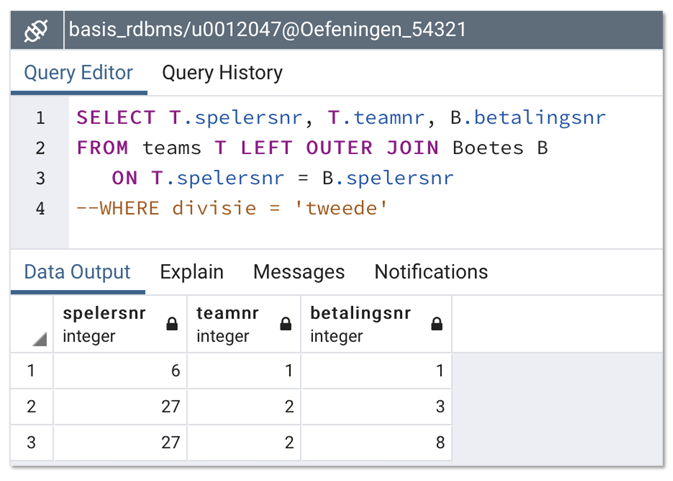 basis_rdbms/u0012047@Oefeningen_54321
Query Editor Query History
1 SELECT T.spelersnr, T.teamnr, B.betalingsnr
2 FROM teams T LEFT OUTER JOIN Boetes B
3 ON T.spelersnr = B.spelersnr
4 --WHERE divisie = 'tweede'
Data Output Explain Messages Notifications
spelersnr teamnr betalingsnr
integer integer integer
1 6 1 1
2 27 2 3
3 27 2 8